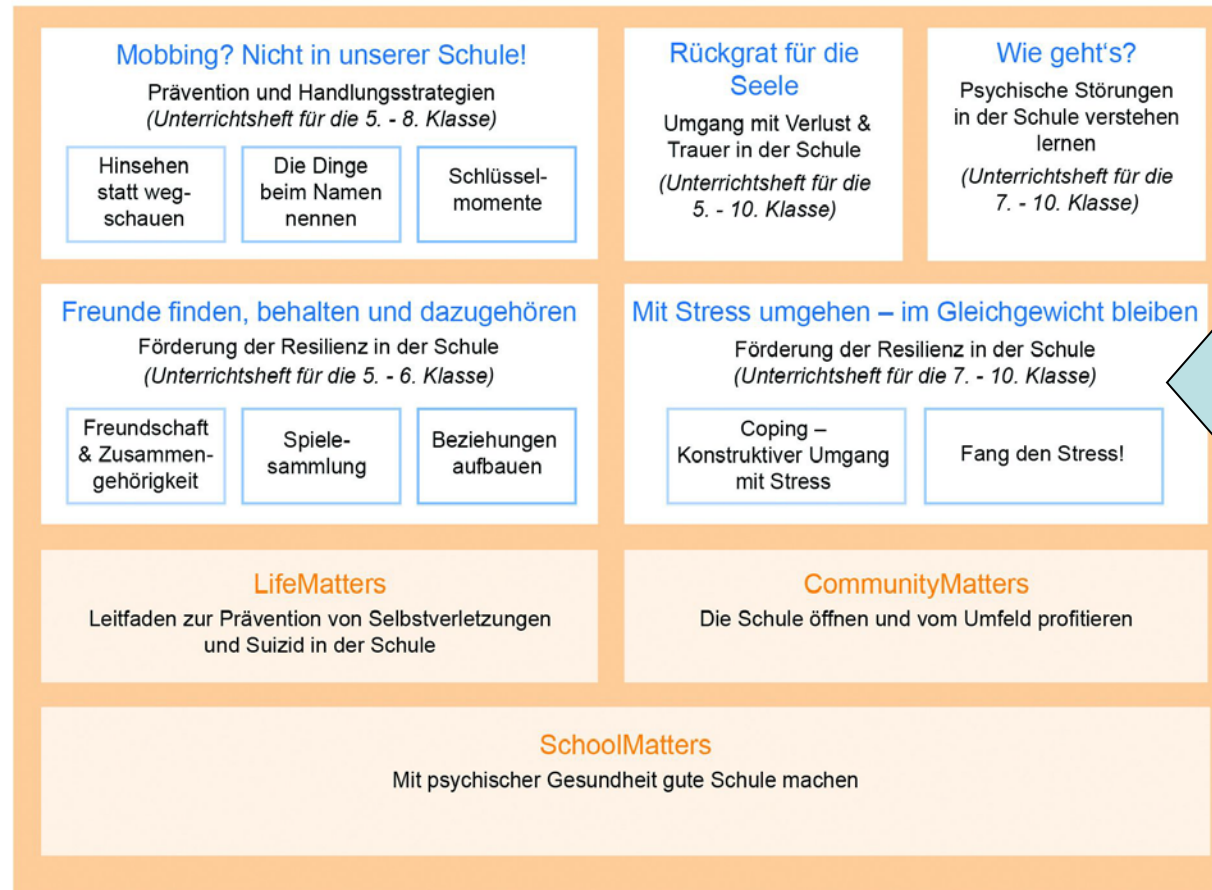 Mobbing? Nicht in unserer Schule!
Prävention und Handlungsstrategien
(Unterrichtsheft für die 5. - 8. Klasse)
Hinsehen
statt weg-
schauen
Die Dinge
beim Namen
nennen
Schlüssel-
momente
Rückgrat für die
Seele
Umgang mit Verlust &
Trauer in der Schule
(Unterrichtsheft für die
5. - 10. Klasse)
Wie geht‘s?
Psychische Störungen
in der Schule verstehen
lernen
(Unterrichtsheft für die
7. - 10. Klasse)
Freunde finden, behalten und dazugehören
Förderung der Resilienz in der Schule
(Unterrichtsheft für die 5. - 6. Klasse)
Freundschaft
& Zusammen-
gehörigkeit
Spiele-
sammlung
Beziehungen
aufbauen
Mit Stress umgehen – im Gleichgewicht bleiben
Förderung der Resilienz in der Schule
(Unterrichtsheft für die 7. - 10. Klasse)
Coping –
Konstruktiver Umgang
mit Stress
Fang den Stress!
LifeMatters
Leitfaden zur Prävention von Selbstverletzungen
und Suizid in der Schule
CommunityMatters
Die Schule öffnen und vom Umfeld profitieren
SchoolMatters
Mit psychischer Gesundheit gute Schule machen